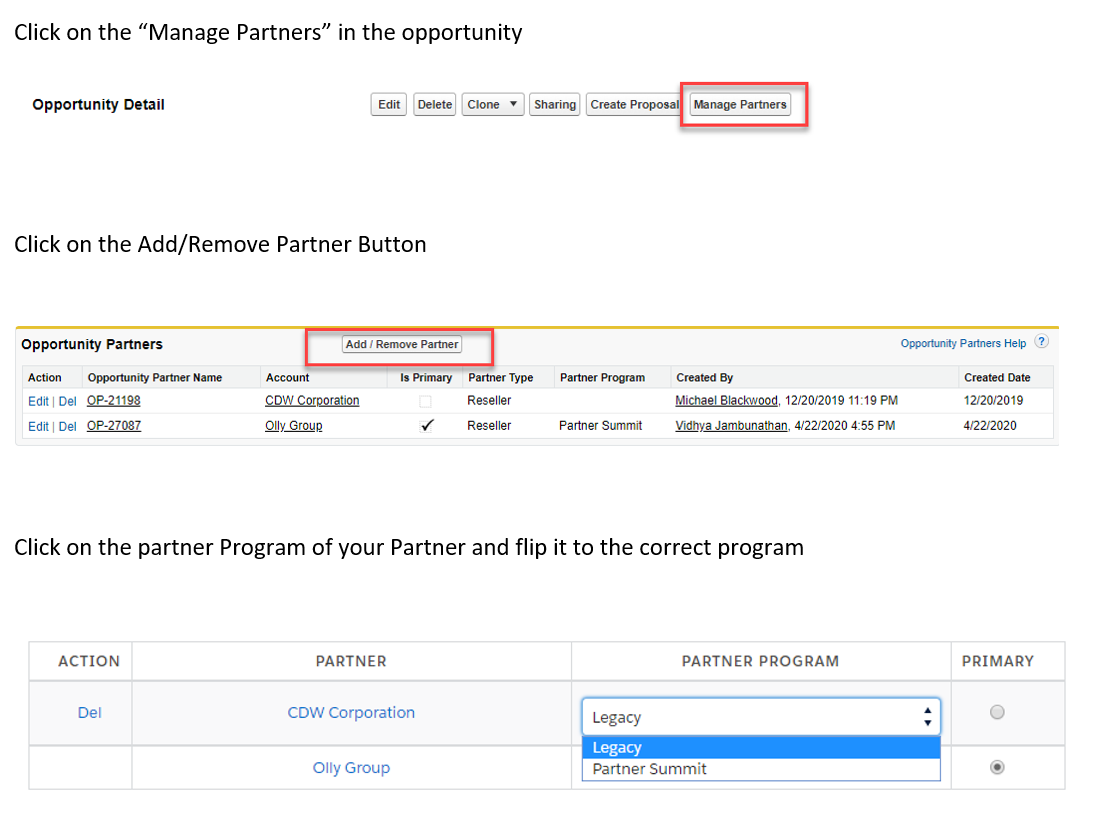 Click on the “Manage Partners” in the opportunity
Opportunity Detail Edit Delete Clone Sharing Create Proposal Manage Partners
Click on the Add/Remove Partner Button
Opportunity Partners Add / Remove Partner Opportunity Partners Help ?
Action Opportunity Partner Name Account Is Primary Partner Type Partner Program Created By Created Date
Edit | Del OP-21198 CDW Corporation Reseller Michael Blackwood, 12/20/2019 11:19 PM 12/20/2019
Edit | Del OP-27087 Olly Group Reseller Partner Summit Vidhya Jambunathan, 4/22/2020 4:55 PM 4/22/2020
Click on the partner Program of your Partner and flip it to the correct program
ACTION PARTNER PARTNER PROGRAM PRIMARY
Del CDW Corporation Legacy
Legacy
Olly Group Partner Summit